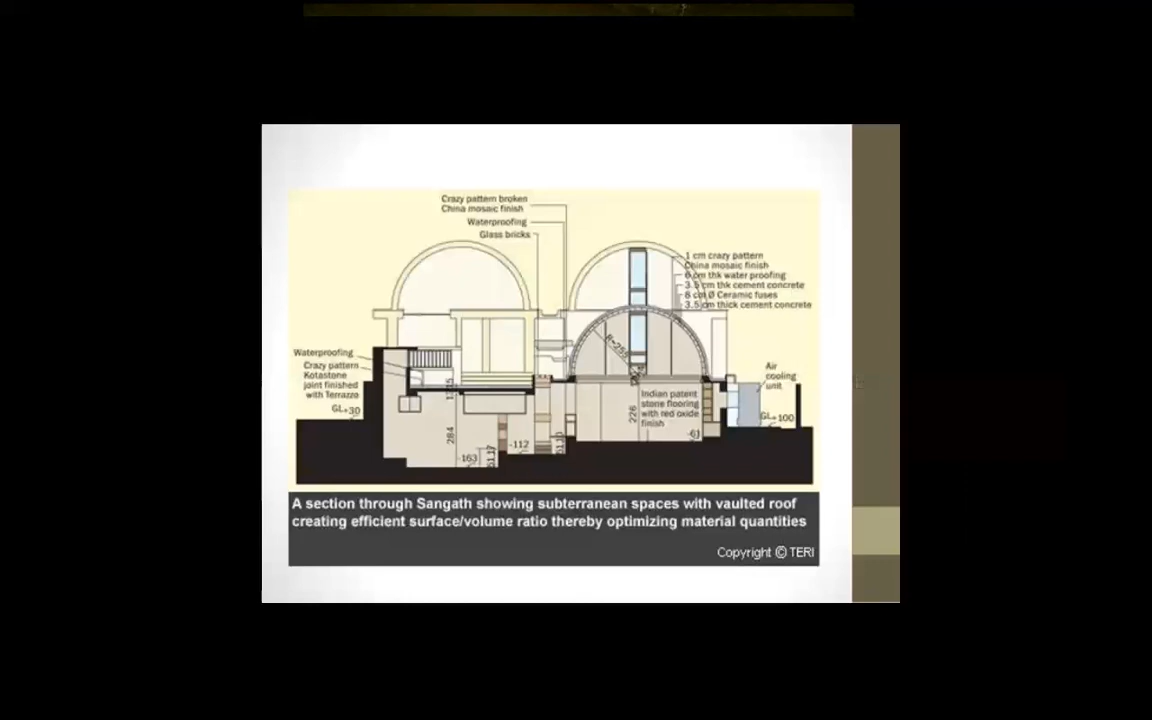 Crazy pattern broken
China mosaic finish
Waterproofing
Glass bricks
1 cm crazy pattern
China mosaic finish
6 cm thk water proofing
3.5 cm thk cement concrete
8 cm Ø Ceramic fuses
3.5 cm thick cement concrete
Waterproofing
Crazy pattern
Kotastone
joint finished
with Terrazzo
GL+30
Air
cooling
unit
GL+100
Indian patent
stone flooring
with red oxide
finish
226
-61
284
-163
-112
A section through Sangath showing subterranean spaces with vaulted roof
creating efficient surface/volume ratio thereby optimizing material quantities
Copyright © TERI